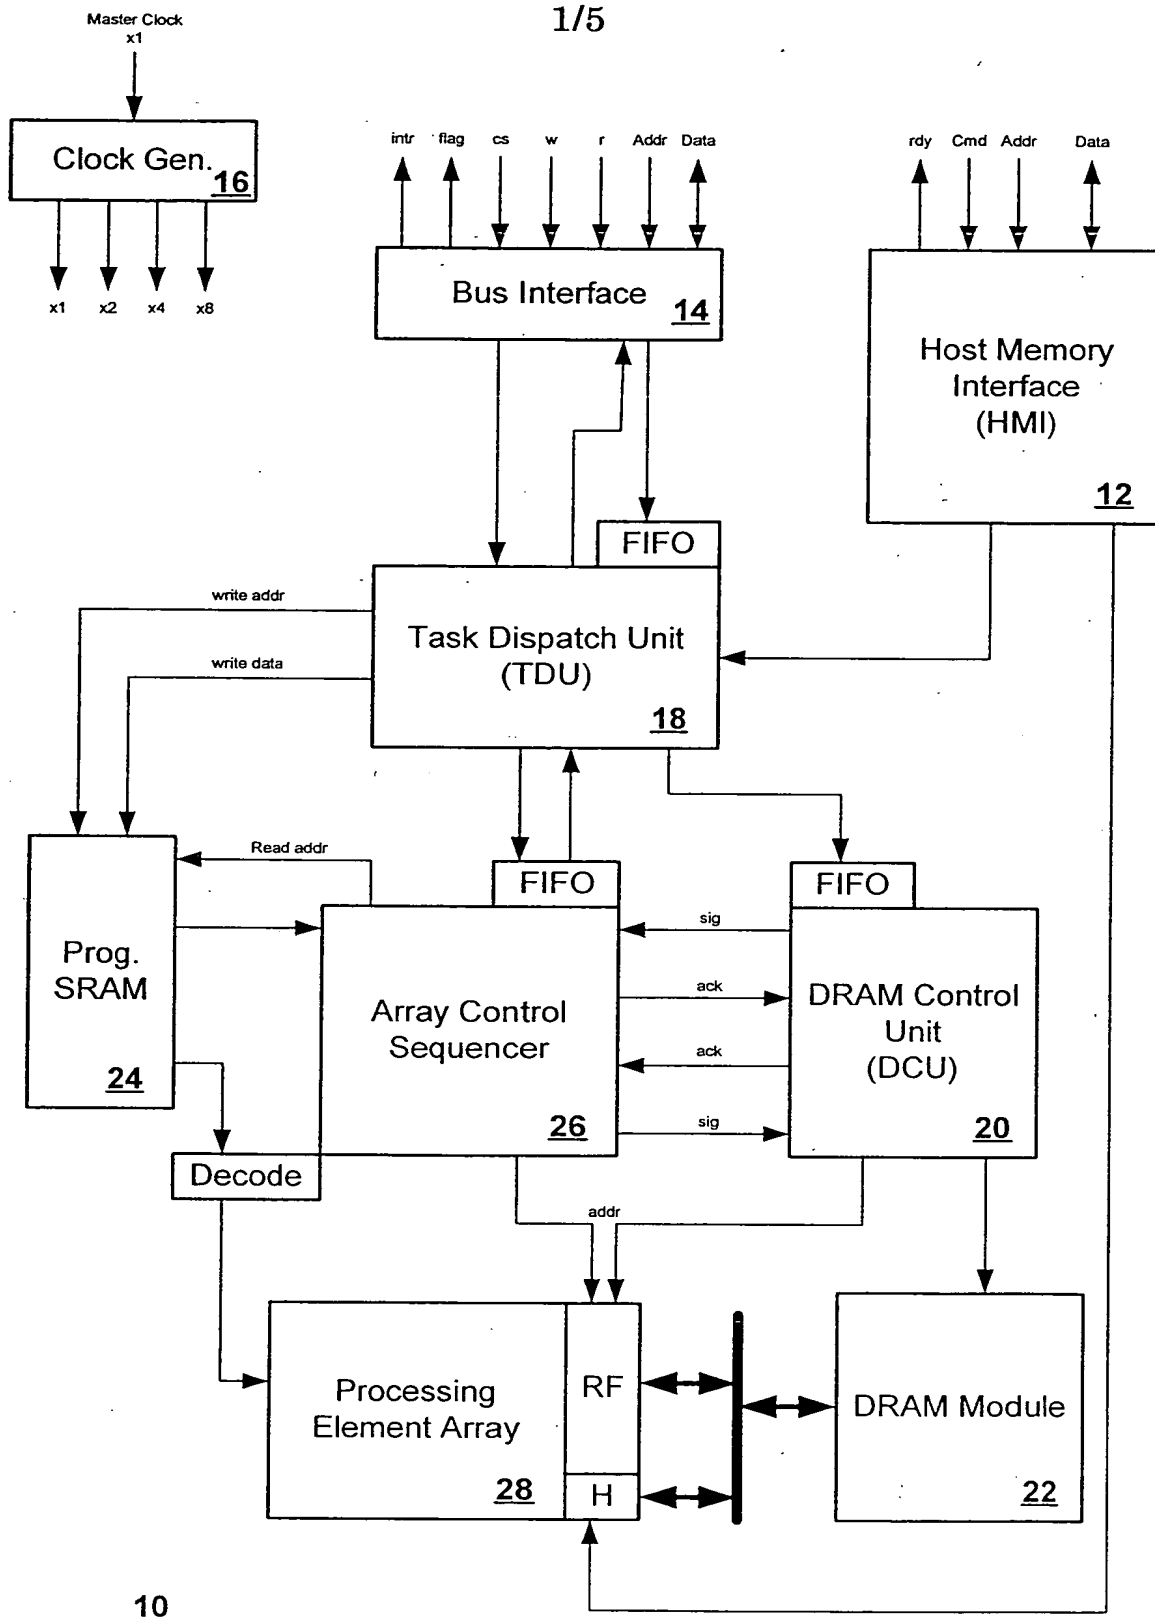 1/5
Master Clock
x1
Clock Gen.
16
x1 x2 x4 x8
intr flag cs w r Addr Data
Bus Interface
14
rdy Cmd Addr Data
Host Memory
Interface
(HMI)
12
FIFO
Task Dispatch Unit
(TDU)
18
write addr
write data
Read addr
Prog.
SRAM
24
FIFO
Array Control
Sequencer
26
sig
ack
ack
sig
FIFO
DRAM Control
Unit
(DCU)
20
Decode
addr
Processing
Element Array
28
RF
H
DRAM Module
22
10